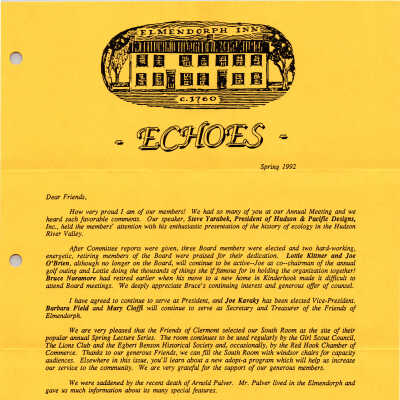 ELMENDORPH INN
c.1760
- ECHOES -
Spring 1992
Dear Friends,
How very proud I am of our members! We had so many of you at our Annual Meeting and we
heard such favorable comments. Our speaker, Steve Yarabek, President of Hudson & Pacific Designs,
Inc., held the members' attention with his enthusiastic presentation of the history of ecology in the Hudson
River Valley.
After Committee reports were given, three Board members were elected and two hard-working,
energetic, retiring members of the Board were praised for their dedication. Lottie Kittner and Joe
O'Brien, although no longer on the Board, will continue to be active-Joe as co-chairman of the annual
golf outing and Lottie doing the thousands of things she if famous for in holding the organization together!
Bruce Naramore had retired earlier when his move to a new home in Kinderhook made it difficult to
attend Board Meetings. We deeply appreciate Bruce's continuing interest and generous offer of counsel.
I have agreed to continue to serve as President, and Joe Kavaky has been elected Vice-President.
Barbara Field and Mary Cloffi will continue to serve as Secretary and Treasurer of the Friends of
Elmendorph.
We are very pleased that the Friends of Clermont selected our South Room as the site of their
popular annual Spring Lecture Series. The room continues to be used regularly by the Girl Scout Council,
The Lions Club and the Egbert Benson Historical Society and, occasionally, by the Red Hook Chamber of
Commerce. Thanks to our generous Friends, we can fill the South Room with windsor chairs for capacity
audiences. Elsewhere in this issue, you'll learn about a new adopt-a program which will help us increase
our service to the community. We are very grateful for the support of our generous members.
We were saddened by the recent death of Arnold Pulver. Mr. Pulver lived in the Elmendorph and
gave us much information about its many special features.